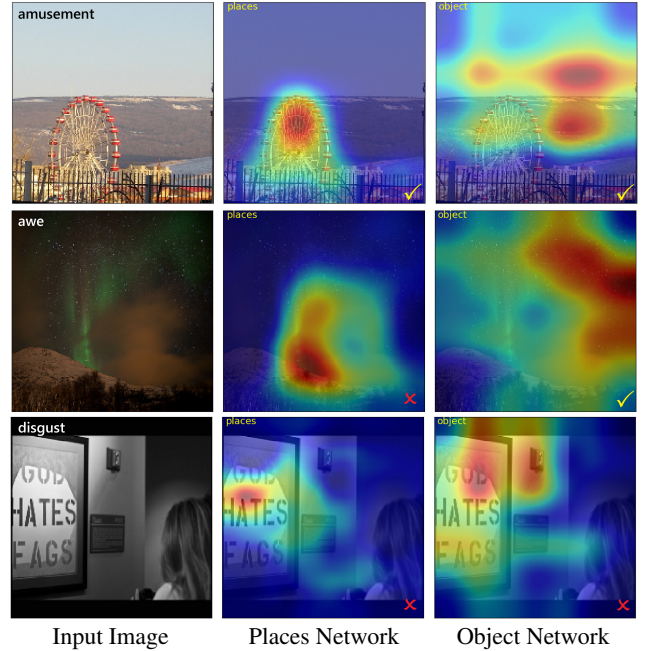 amusement
places
object
awe
places
object
disgust
places
object
GOD
HATES
FAGS
Input Image
Places Network
Object Network